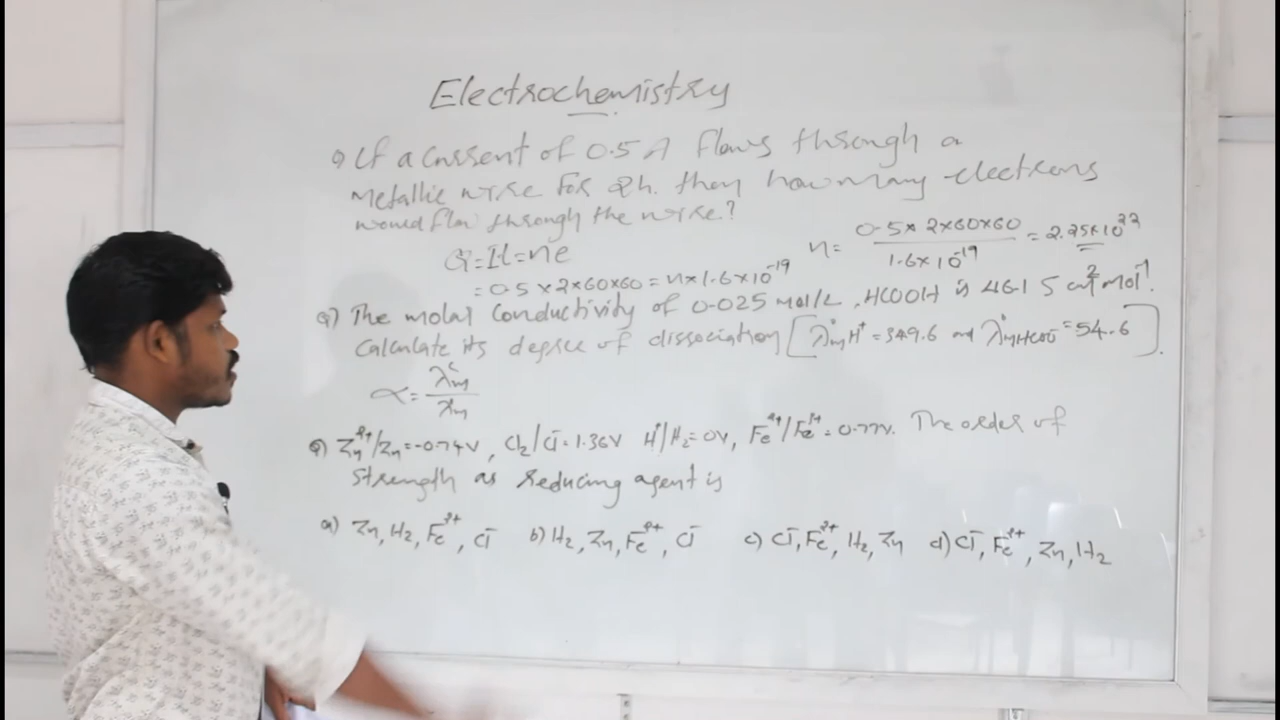 Electrochemistry
Q If a current of 0.5 A flows through a
metallic wire for 2h. then how many electrons
would flow through the wire?
Q=It=ne
= 0.5 × 2×60×60 = n×1.6×10⁻¹⁹
n= 0.5× 2×60×60 / 1.6×10⁻¹⁹ = 2.25×10²²
Q) The molar conductivity of 0.025 mol/L, HCOOH is 46.1 S cm² mol⁻¹.
Calculate its degree of dissociation [λ°m H⁺ = 349.6 and λ°m HCOO⁻ = 54.6].
α = λᶜm / λ°m
Q) Zn²⁺/Zn = -0.74V, Cl₂/Cl⁻ = 1.36V H⁺/H₂ = 0V, Fe²⁺/Fe³⁺ = 0.77V. The order of
strength as reducing agent is
a) Zn, H₂, Fe²⁺, Cl⁻ b) H₂, Zn, Fe²⁺, Cl⁻ c) Cl⁻, Fe²⁺, H₂, Zn d) Cl⁻, Fe²⁺, Zn, H₂